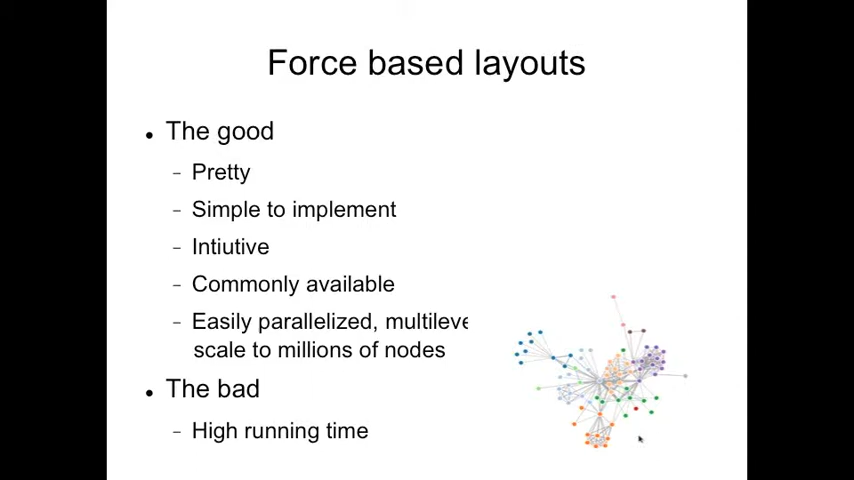 Force based layouts
• The good
– Pretty
– Simple to implement
– Intiutive
– Commonly available
– Easily parallelized, multileve
scale to millions of nodes
• The bad
– High running time